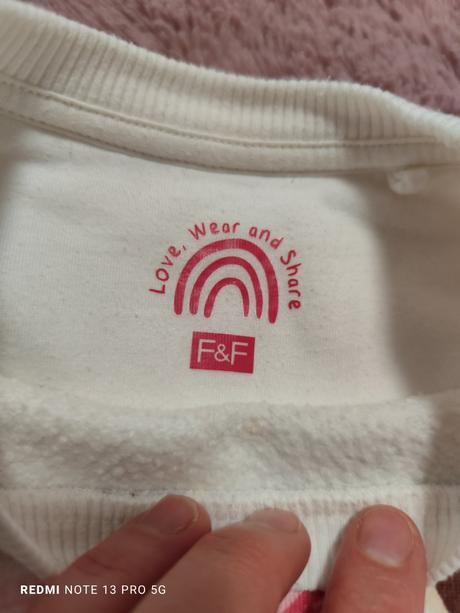 Love, Wear and Share
F&F
REDMI NOTE 13 PRO 5G